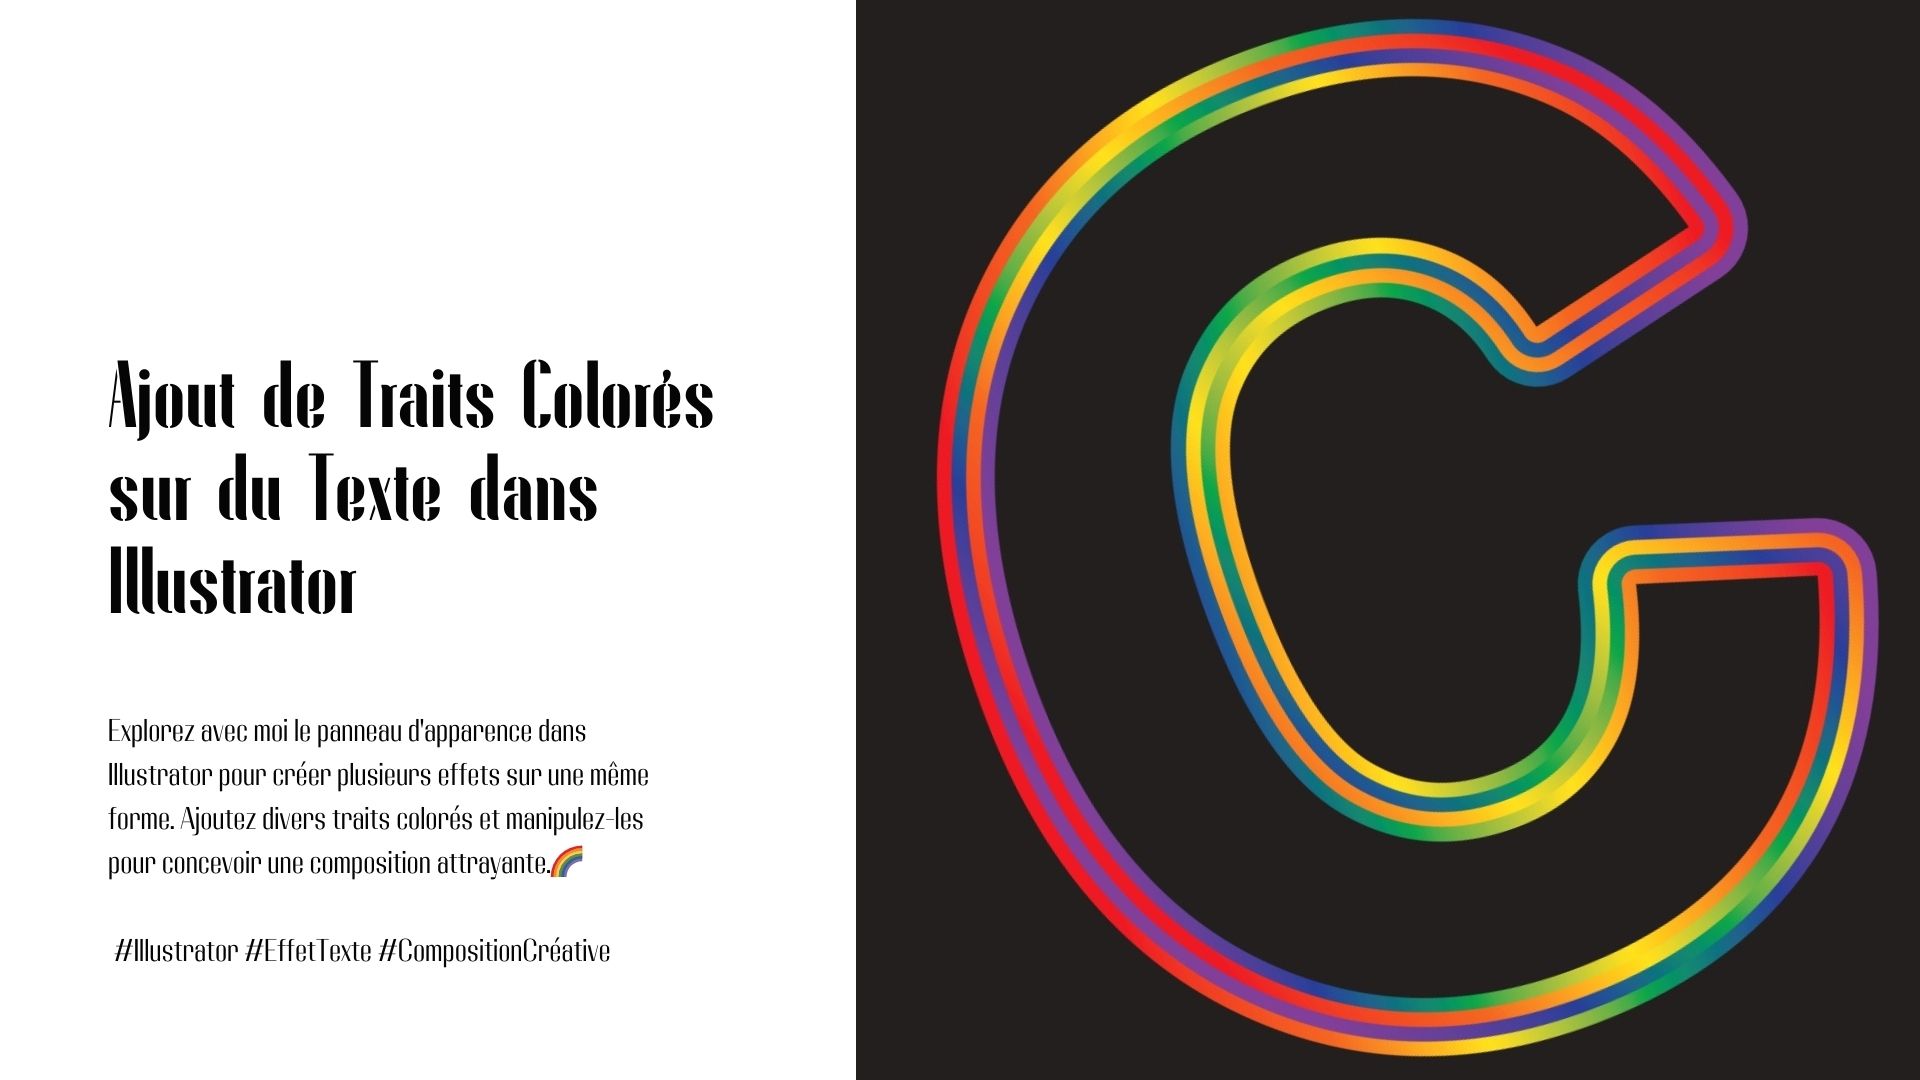 Ajout de Traits Colorés
sur du Texte dans
Illustrator
Explorez avec moi le panneau d'apparence dans
Illustrator pour créer plusieurs effets sur une même
forme. Ajoutez divers traits colorés et manipulez-les
pour concevoir une composition attrayante.🌈
#Illustrator #EffetTexte #CompositionCréative
C